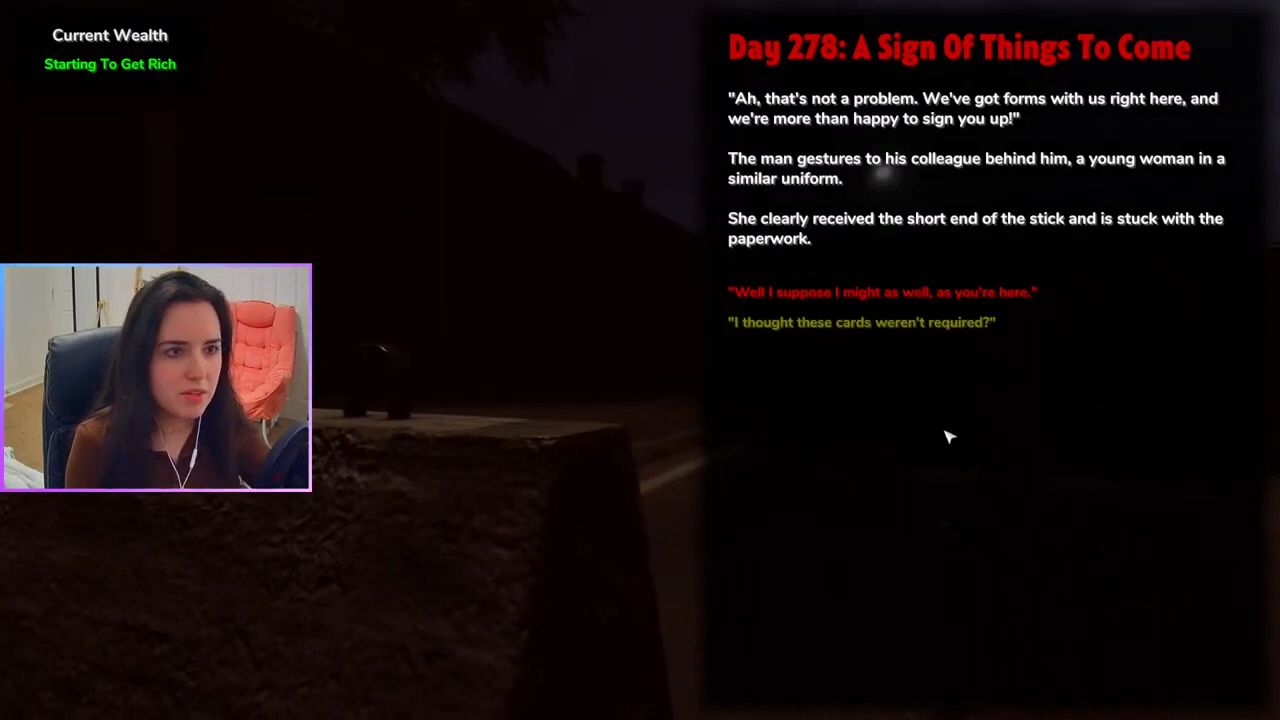 Current Wealth
Starting To Get Rich
Day 278: A Sign Of Things To Come
"Ah, that's not a problem. We've got forms with us right here, and
we're more than happy to sign you up!"
The man gestures to his colleague behind him, a young woman in a
similar uniform.
She clearly received the short end of the stick and is stuck with the
paperwork.
"Well I suppose I might as well, as you're here."
"I thought these cards weren't required?"